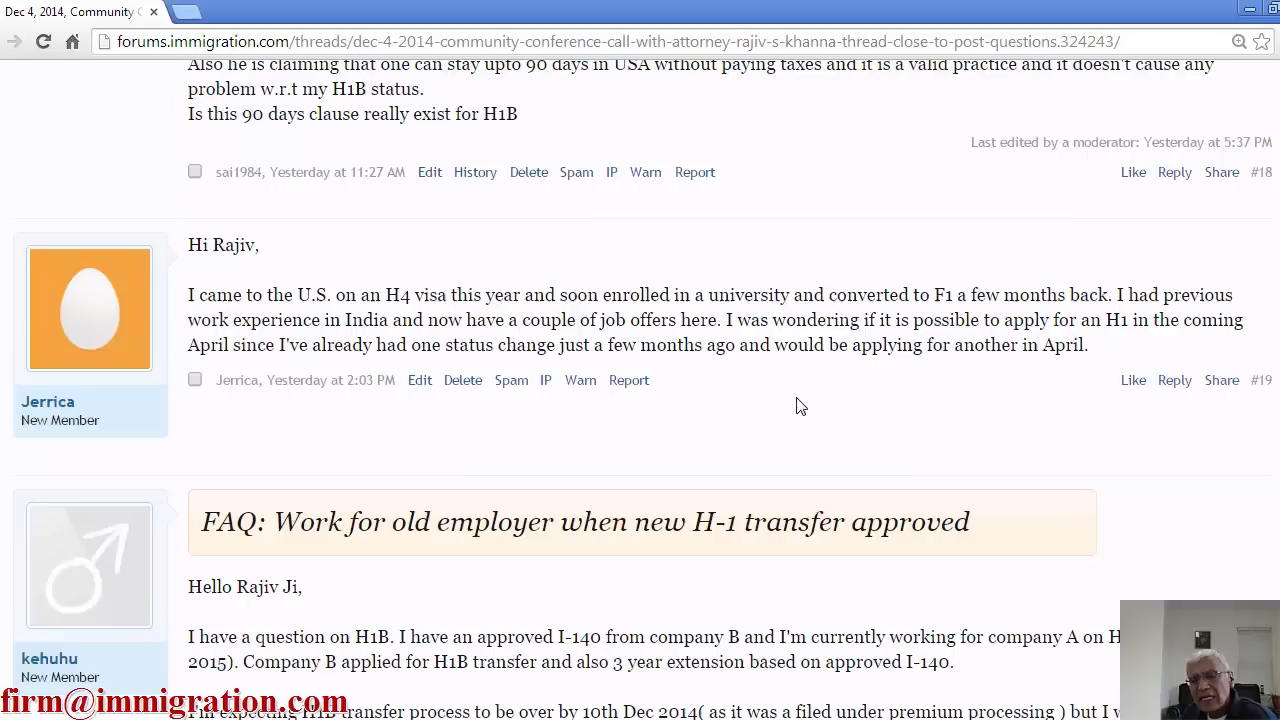 Dec 4, 2014, Community C
forums.immigration.com/threads/dec-4-2014-community-conference-call-with-attorney-rajiv-s-khanna-thread-close-to-post-questions.324243/
Also he is claiming that one can stay upto 90 days in USA without paying taxes and it is a valid practice and it doesn't cause any
problem w.r.t my H1B status.
Is this 90 days clause really exist for H1B
Last edited by a moderator: Yesterday at 5:37 PM
sai1984, Yesterday at 11:27 AM Edit History Delete Spam IP Warn Report Like Reply Share #18
Hi Rajiv,
I came to the U.S. on an H4 visa this year and soon enrolled in a university and converted to F1 a few months back. I had previous
work experience in India and now have a couple of job offers here. I was wondering if it is possible to apply for an H1 in the coming
April since I've already had one status change just a few months ago and would be applying for another in April.
Jerrica, Yesterday at 2:03 PM Edit Delete Spam IP Warn Report Like Reply Share #19
Jerrica
New Member
FAQ: Work for old employer when new H-1 transfer approved
Hello Rajiv Ji,
I have a question on H1B. I have an approved I-140 from company B and I'm currently working for company A on H
2015). Company B applied for H1B transfer and also 3 year extension based on approved I-140.
kehuhu
New Member
firm@immigration.com
I'm expecting H1B transfer process to be over by 10th Dec 2014( as it was a filed under premium processing ) but I w